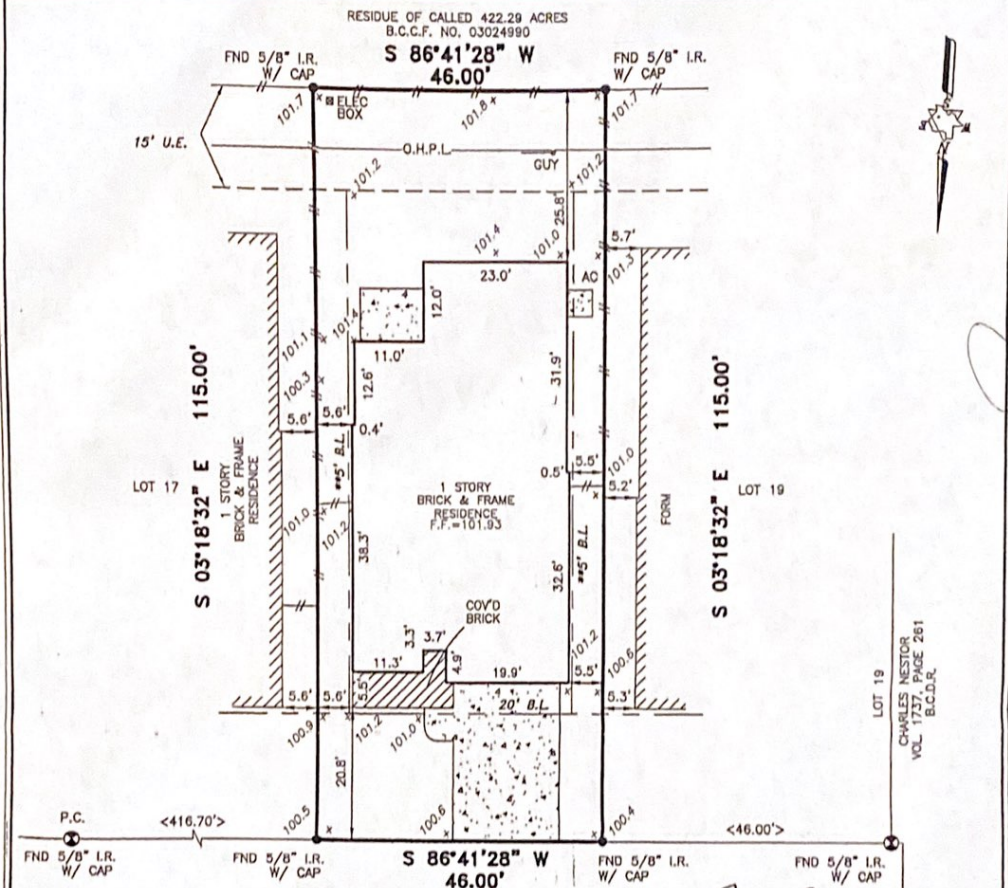 RESIDUE OF CALLED 422.29 ACRES
B.C.C.F. NO. 03024990
S 86°41'28" W
46.00'
FND 5/8" I.R.
W/ CAP
FND 5/8" I.R.
W/ CAP
101.7
ELEC
BOX
101.8
101.7
15' U.E.
O.H.P.L.
GUY
101.2
101.2
25.8'
101.4
101.0
5.7'
101.3
23.0'
AC
12.0'
101.4
101.1
11.0'
S 03°18'32" E 115.00'
100.3
12.6'
31.9'
S 03°18'32" E 115.00'
5.6'
5.6'
0.4'
**5' B.L
0.5'
5.5'
101.0
5.2'
LOT 17
1 STORY
BRICK & FRAME
RESIDENCE
1 STORY
BRICK & FRAME
RESIDENCE
F.F.=101.93
FORM
LOT 19
101.0
101.2
38.3'
32.6'
**5' B.L
COV'D
BRICK
3.3'
3.7'
4.9'
101.2
100.6
11.3'
19.9'
5.5'
5.6'
5.6'
5.5'
20' B.L
5.3'
100.9
101.2
101.0
LOT 19
CHARLES NESTOR
VOL 1737, PAGE 261
B.C.D.R.
20.8'
100.5
100.6
100.4
P.C.
<416.70'>
<46.00'>
FND 5/8" I.R.
W/ CAP
FND 5/8" I.R.
W/ CAP
S 86°41'28" W
46.00'
FND 5/8" I.R.
W/ CAP
FND 5/8" I.R.
W/ CAP